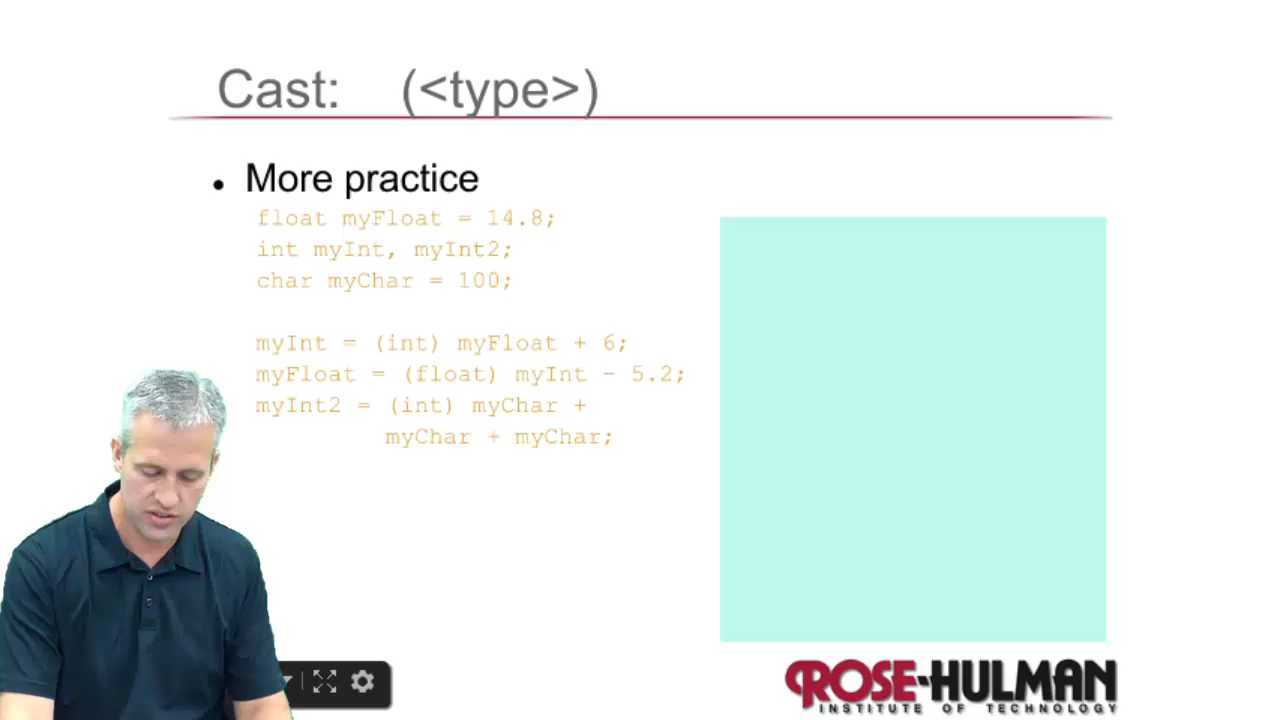 Cast: (<type>)
• More practice
float myFloat = 14.8;
int myInt, myInt2;
char myChar = 100;
myInt = (int) myFloat + 6;
myFloat = (float) myInt - 5.2;
myInt2 = (int) myChar +
myChar + myChar;
ROSE-HULMAN
INSTITUTE OF TECHNOLOGY